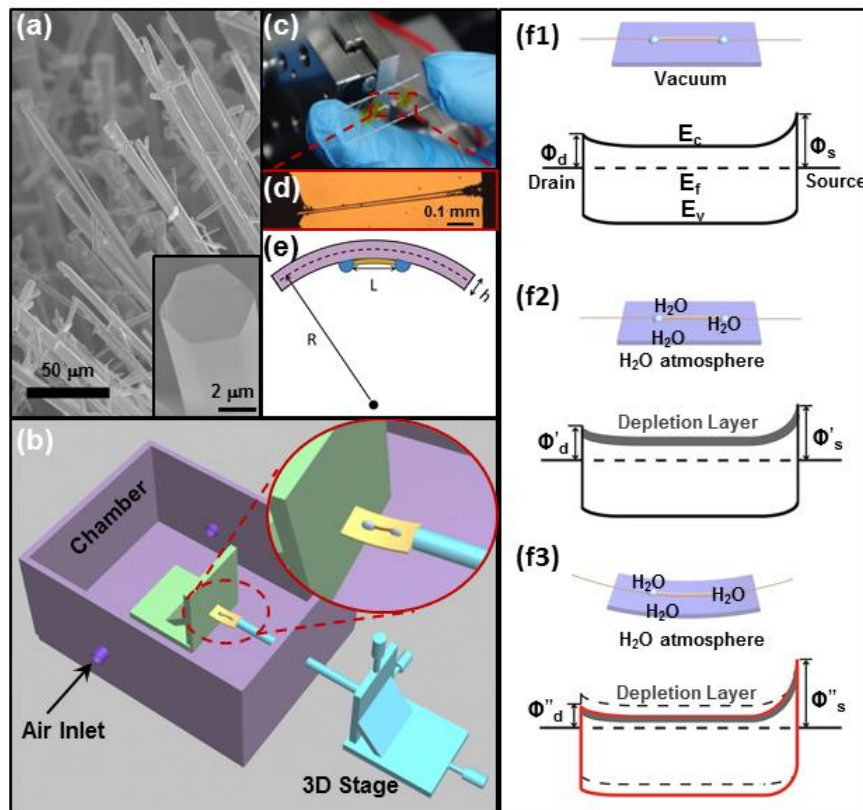 (a)
50 μm
2 μm
(c)
(d)
0.1 mm
(e)
L
h
R
(b)
Chamber
Air Inlet
3D Stage
(f1)
Vacuum
Φd
Ec
Φs
Drain
Ef
Source
Ev
(f2)
H2O
H2O
H2O
H2O atmosphere
Φ'd
Depletion Layer
Φ's
(f3)
H2O
H2O
H2O
H2O atmosphere
Φ"d
Depletion Layer
Φ"s